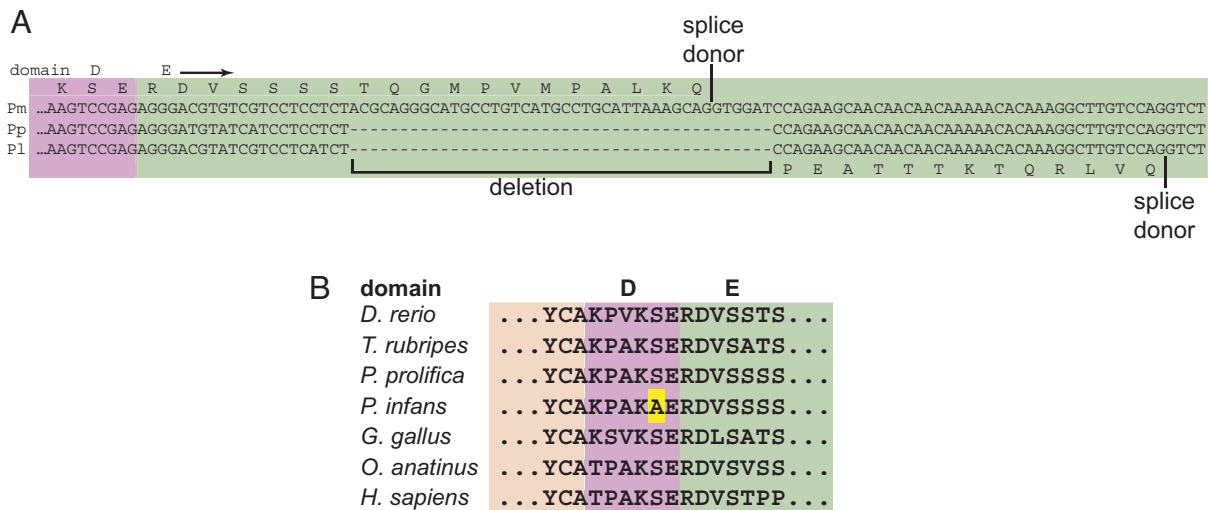 A
splice
donor
domain D E
K S E R D V S S S S T Q G M P V M P A L K Q
Pm …AAGTCCGAGAGGGACGTGTCGTCCTCCTCTACGCAGGGCATGCCTGTCATGCCTGCATTAAAGCAGGTGGATCCAGAAGCAACAACAACAAAAACACAAAGGCTTGTCCAGGTCT
Pp …AAGTCCGAGAGGGATGTATCATCCTCCTCT------------------------------------------CCAGAAGCAACAACAACAAAAACACAAAGGCTTGTCCAGGTCT
Pl …AAGTCCGAGAGGGACGTATCGTCCTCATCT------------------------------------------CCAGAAGCAACAACAACAAAAACACAAAGGCTTGTCCAGGTCT
P E A T T T K T Q R L V Q
deletion
splice
donor
B domain D E
D. rerio ...YCAKPVKSERDVSSTS...
T. rubripes ...YCAKPAKSERDVSATS...
P. prolifica ...YCAKPAKSERDVSSSS...
P. infans ...YCAKPAKAERDVSSSS...
G. gallus ...YCAKSVKSERDLSATS...
O. anatinus ...YCATPAKSERDVSVSS...
H. sapiens ...YCATPAKSERDVSTPP...